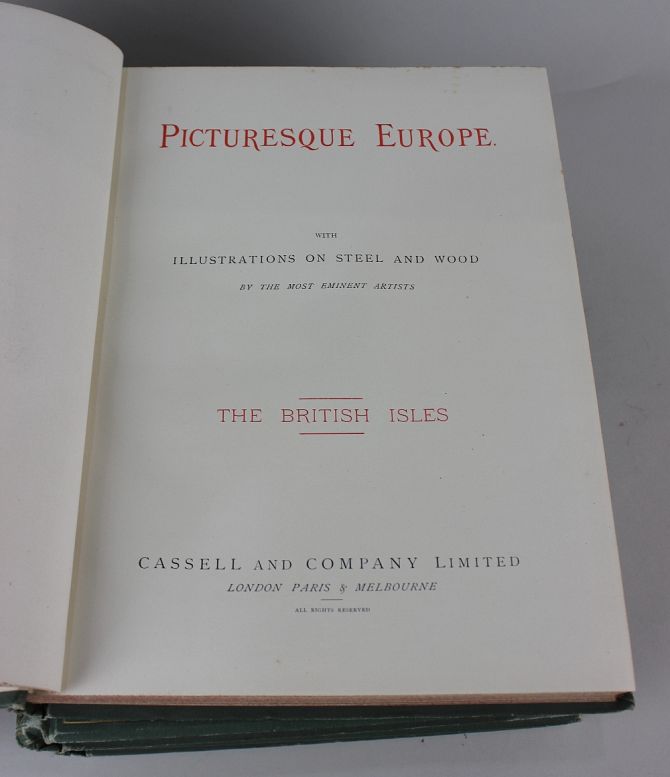 PICTURESQUE EUROPE.
WITH
ILLUSTRATIONS ON STEEL AND WOOD
BY THE MOST EMINENT ARTISTS
THE BRITISH ISLES
CASSELL AND COMPANY LIMITED
LONDON PARIS & MELBOURNE
ALL RIGHTS RESERVED